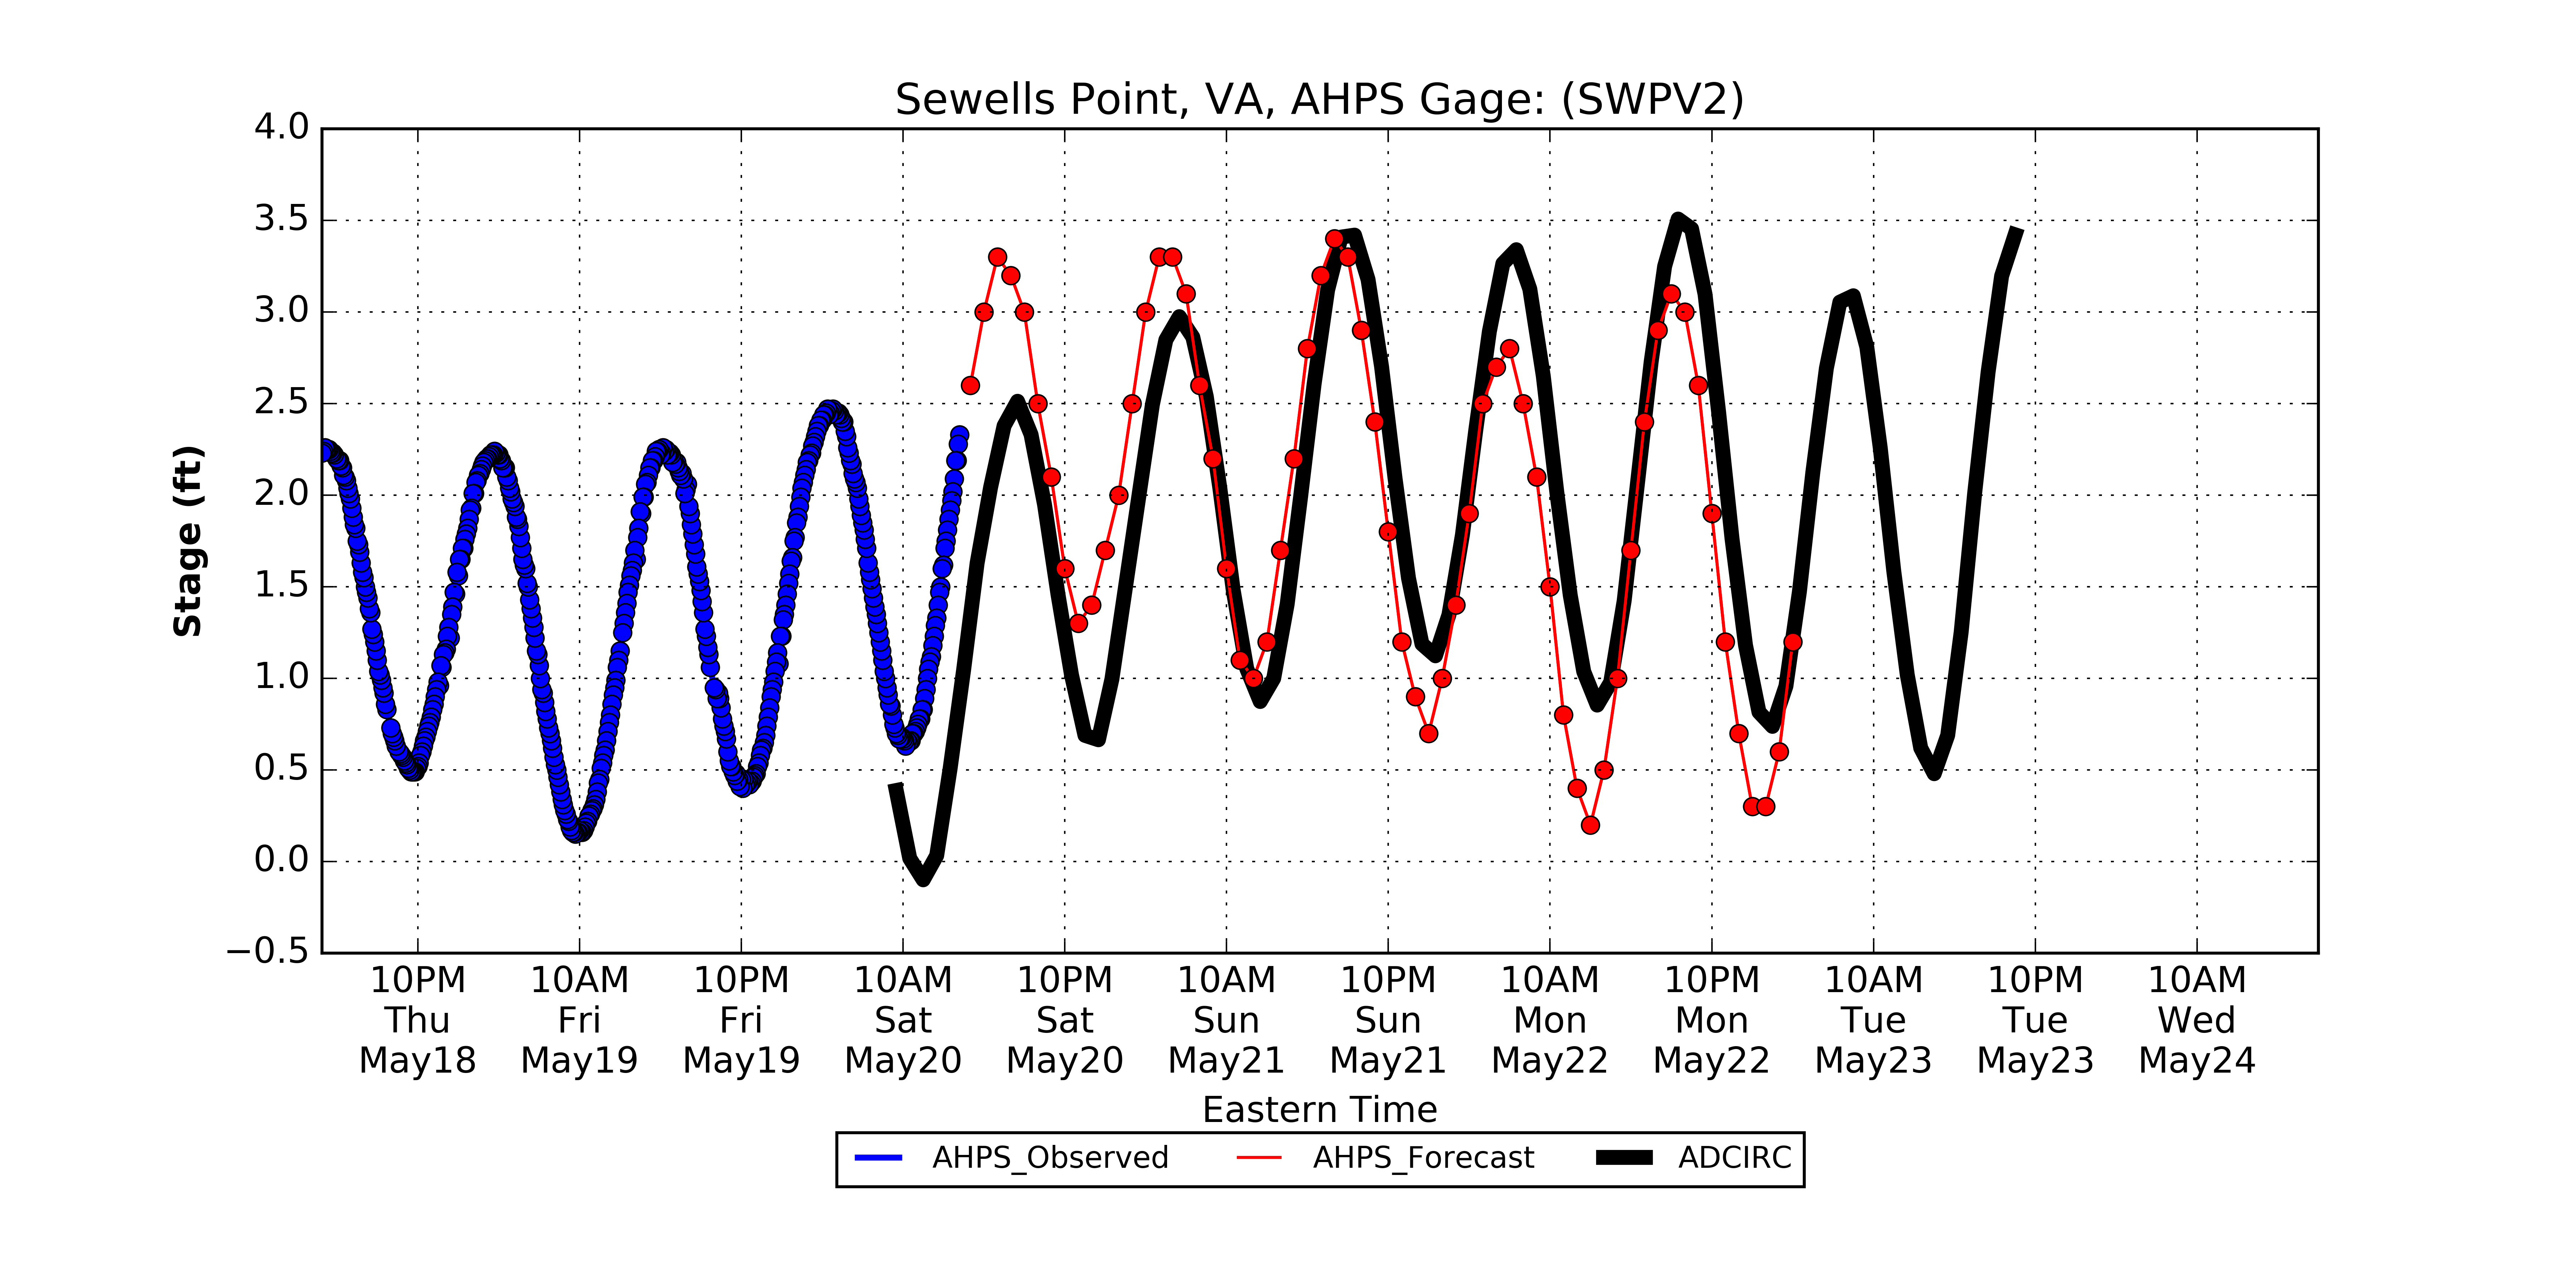 Sewells Point, VA, AHPS Gage: (SWPV2)
4.0
3.5
3.0
2.5
2.0
1.5
1.0
0.5
0.0
−0.5
Stage (ft)
10PM 10AM 10PM 10AM 10PM 10AM 10PM 10AM 10PM 10AM 10PM 10AM
Thu Fri Fri Sat Sat Sun Sun Mon Mon Tue Tue Wed
May18 May19 May19 May20 May20 May21 May21 May22 May22 May23 May23 May24
Eastern Time
AHPS_Observed AHPS_Forecast ADCIRC